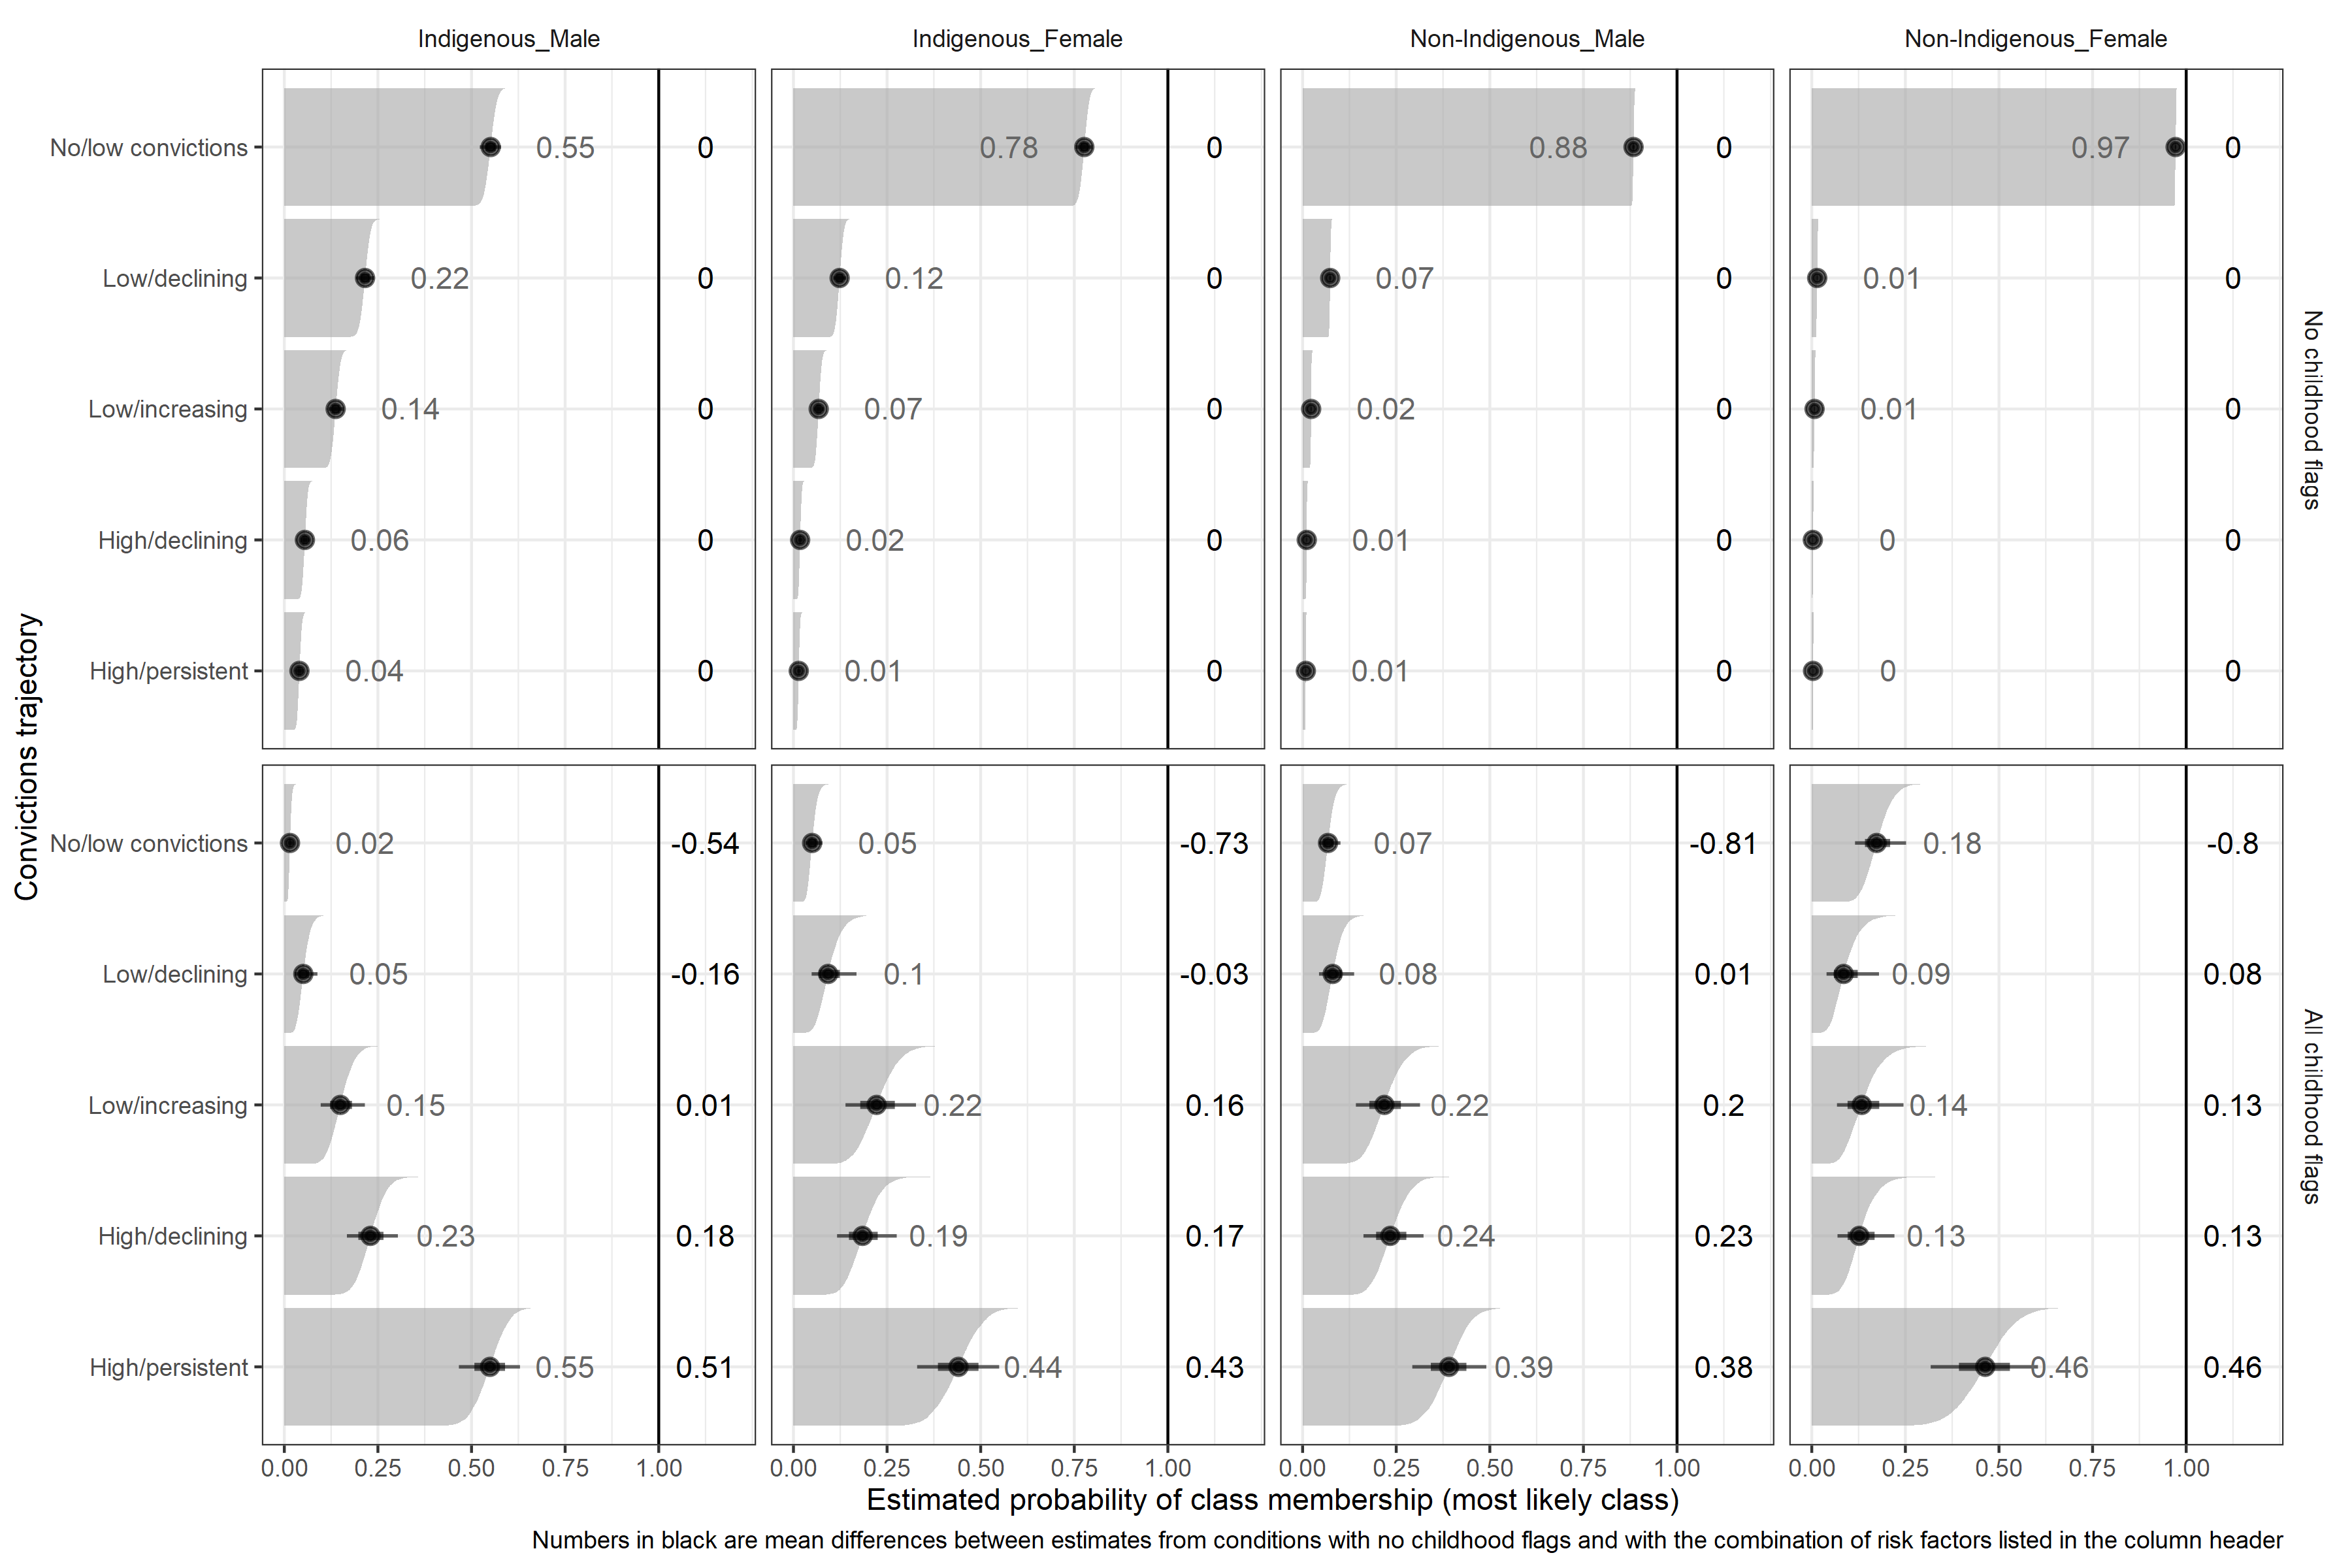 Indigenous_Male Indigenous_Female Non-Indigenous_Male Non-Indigenous_Female
No/low convictions 0.55 0 0.78 0 0.88 0 0.97 0
Low/declining 0.22 0 0.12 0 0.07 0 0.01 0
Low/increasing 0.14 0 0.07 0 0.02 0 0.01 0
High/declining 0.06 0 0.02 0 0.01 0 0 0
High/persistent 0.04 0 0.01 0 0.01 0 0 0
No childhood flags
Convictions trajectory
No/low convictions 0.02 -0.54 0.05 -0.73 0.07 -0.81 0.18 -0.8
Low/declining 0.05 -0.16 0.1 -0.03 0.08 0.01 0.09 0.08
Low/increasing 0.15 0.01 0.22 0.16 0.22 0.2 0.14 0.13
High/declining 0.23 0.18 0.19 0.17 0.24 0.23 0.13 0.13
High/persistent 0.55 0.51 0.44 0.43 0.39 0.38 0.46 0.46
All childhood flags
0.00 0.25 0.50 0.75 1.00 0.00 0.25 0.50 0.75 1.00 0.00 0.25 0.50 0.75 1.00 0.00 0.25 0.50 0.75 1.00
Estimated probability of class membership (most likely class)
Numbers in black are mean differences between estimates from conditions with no childhood flags and with the combination of risk factors listed in the column header